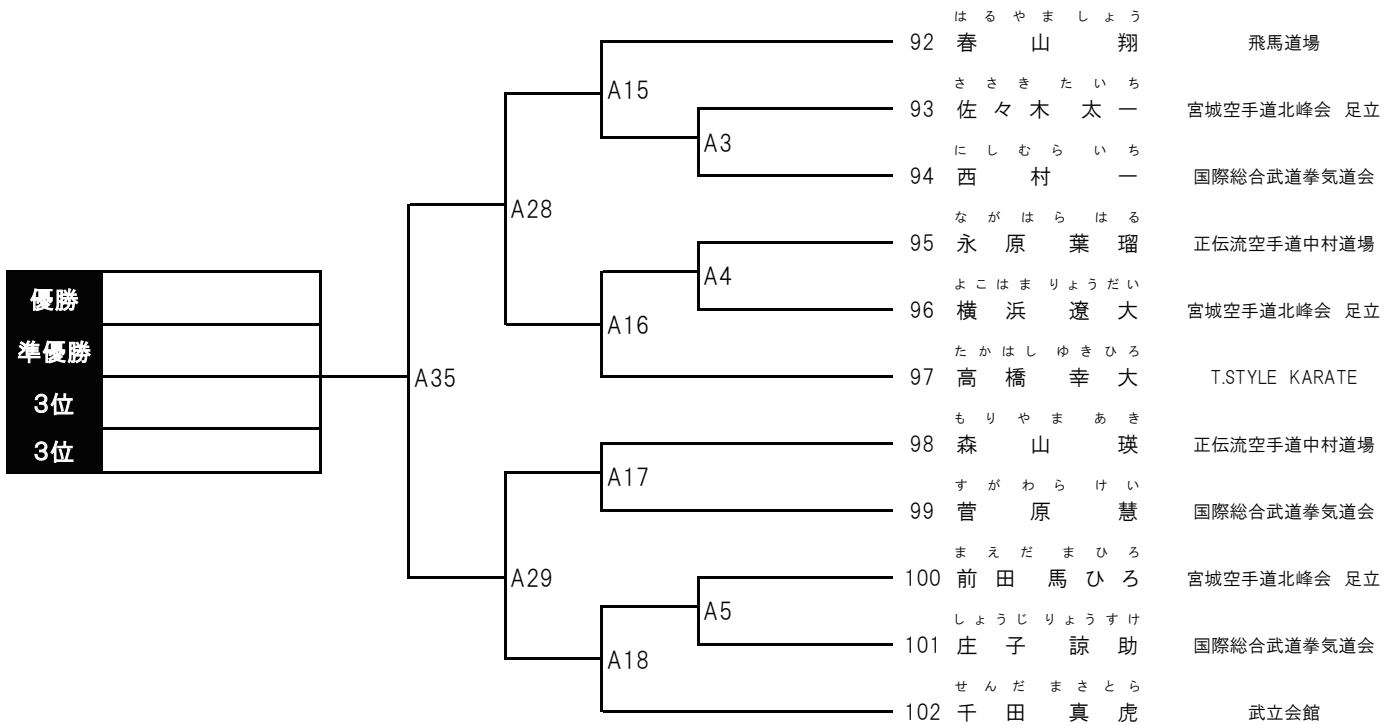 はるやま しょう
92 春山 翔 飛馬道場
A15
ささき たいち
93 佐々木 太一 宮城空手道北峰会 足立
A3
にしむら いち
94 西村 一 国際総合武道拳気道会
A28
ながはら はる
95 永原 葉瑠 正伝流空手道中村道場
A4
よこはま りょうだい
96 横浜 遼大 宮城空手道北峰会 足立
A16
たかはし ゆきひろ
97 高橋 幸大 T.STYLE KARATE
優勝
準優勝
3位
3位
A35
もりやま あき
98 森山 瑛 正伝流空手道中村道場
A17
すがわら けい
99 菅原 慧 国際総合武道拳気道会
A29
まえだ まひろ
100 前田 馬ひろ 宮城空手道北峰会 足立
A5
しょうじ りょうすけ
101 庄子 諒助 国際総合武道拳気道会
A18
せんだ まさとら
102 千田 真虎 武立会館